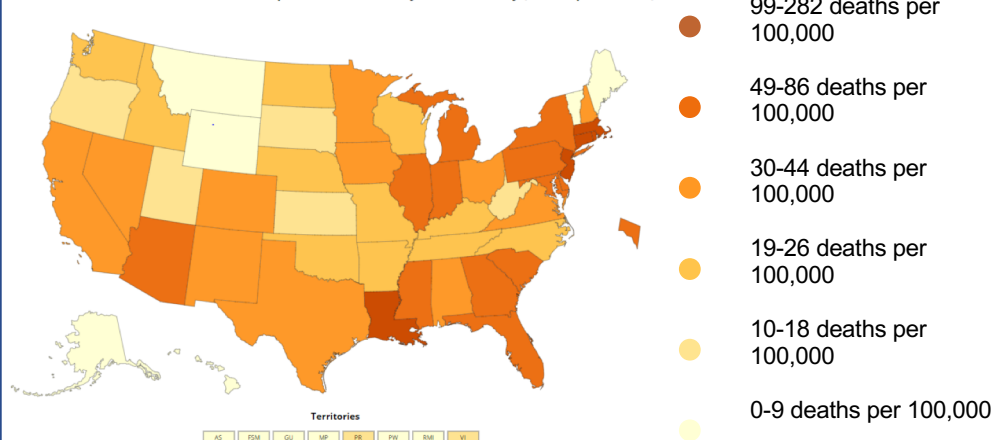 99-282 deaths per
100,000
49-86 deaths per
100,000
30-44 deaths per
100,000
19-26 deaths per
100,000
10-18 deaths per
100,000
0-9 deaths per 100,000
Territories
AS FSM GU MP PR PW RMI VI